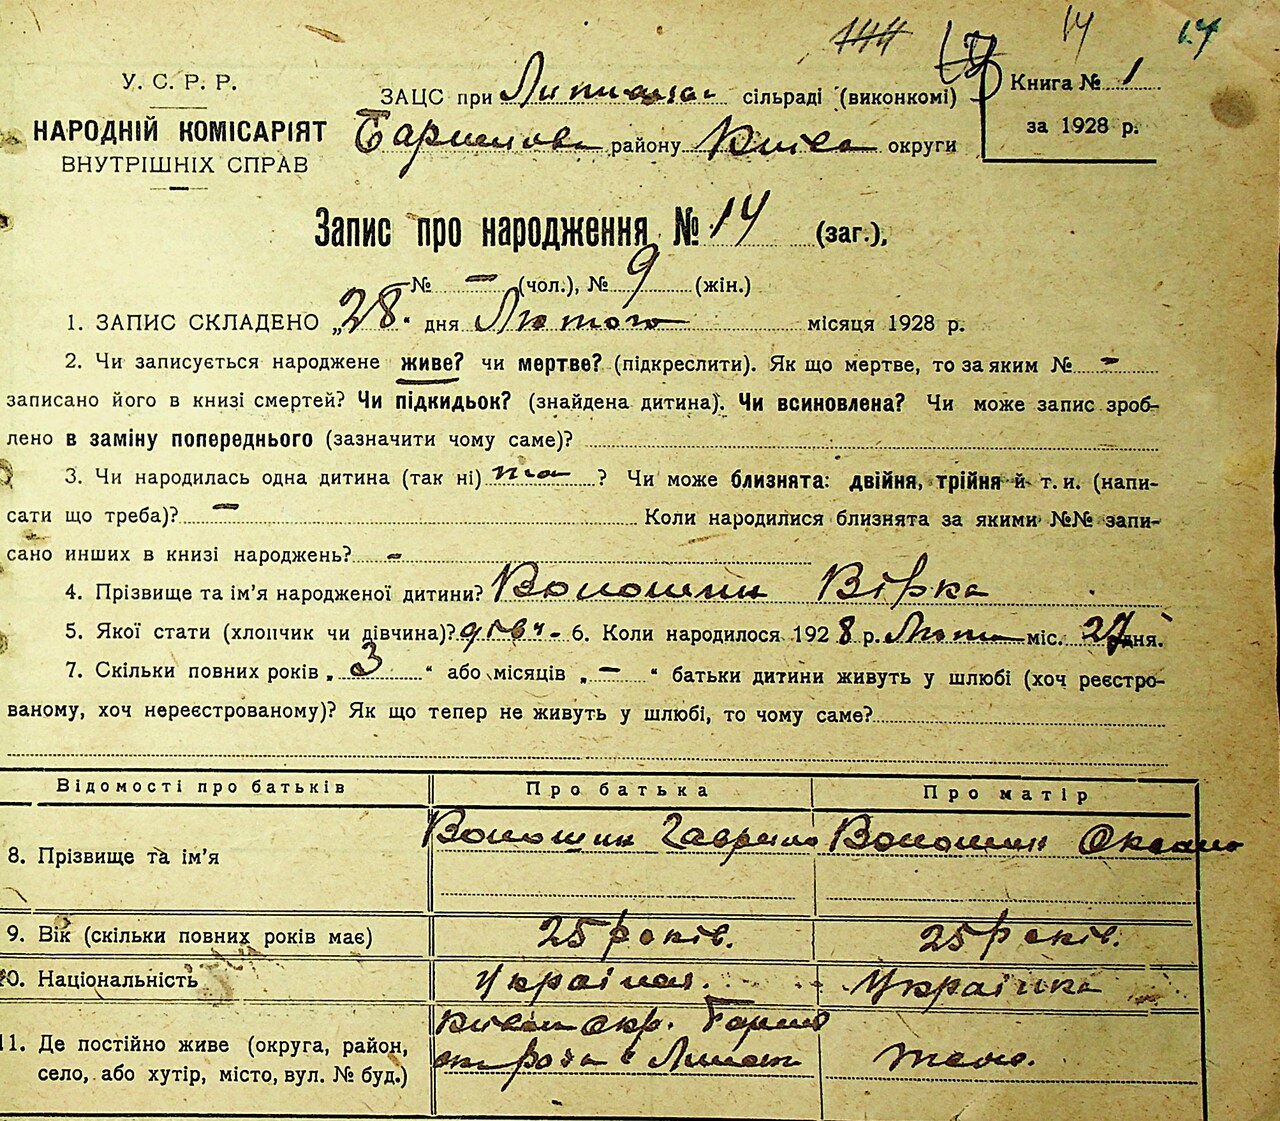 14 14
У.С.Р.Р.
НАРОДНІЙ КОМІСАРІЯТ
ВНУТРІШНІХ СПРАВ
ЗАЦС при сільраді (виконкомі)
району округи
Книга № 1
за 1928 р.
Запис про народження № 14 (заг.),
№ – (чол.), № 9 (жін.)
1. ЗАПИС СКЛАДЕНО „28“ дня Лютого місяця 1928 р.
2. Чи записується народжене живе? чи мертве? (підкреслити). Як що мертве, то за яким № –
записано його в книзі смертей? Чи підкидьок? (знайдена дитина). Чи всиновлена? Чи може запис зроб-
лено в заміну попереднього (зазначити чому саме)?
3. Чи народилась одна дитина (так ні) та ? Чи може близнята: двійня, трійня й т. и. (напи-
сати що треба)? – Коли народилися близнята за якими №№ запи-
сано инших в книзі народжень? –
4. Прізвище та ім’я народженої дитини? Волошин Вірка
5. Якої стати (хлопчик чи дівчина)? дівч. 6. Коли народилося 1928 р. міс. 27 дня.
7. Скільки повних років „3“ або місяців „–“ батьки дитини живуть у шлюбі (хоч реєстро-
ваному, хоч нереєстрованому)? Як що тепер не живуть у шлюбі, то чому саме?
Відомості про батьків Про батька Про матір
8. Прізвище та ім’я Волошин Гаврило Волошин Оксана
9. Вік (скільки повних років має) 25 років. 25 років.
10. Національність Українка
11. Де постійно живе (округа, район, окр.
село, або хутір, місто, вул. № буд.)